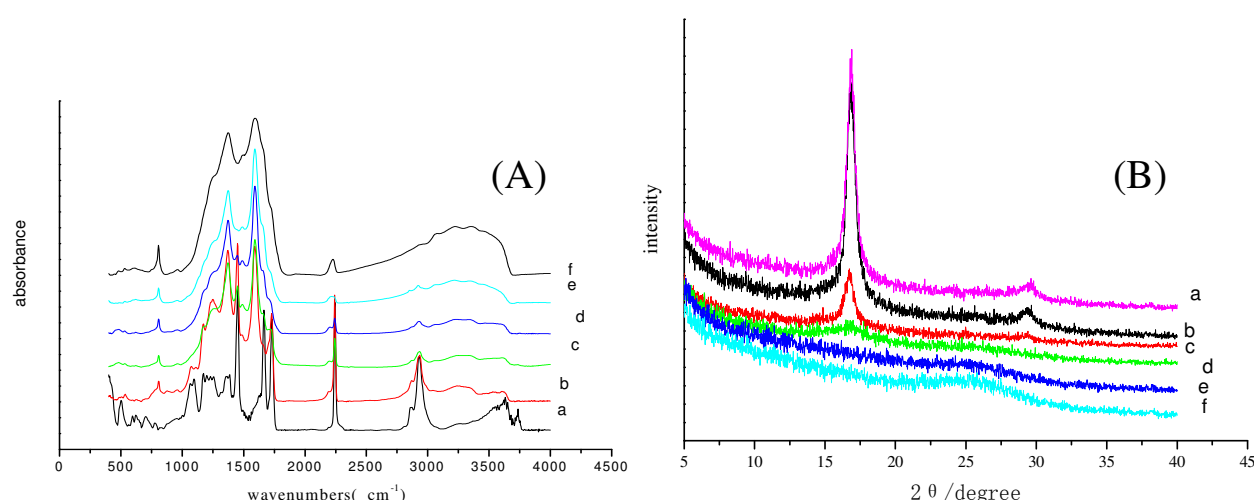 (A)
absorbance
f
e
d
c
b
a
0 500 1000 1500 2000 2500 3000 3500 4000 4500
wavenumbers( cm-1)
(B)
intensity
a
b
c
d
e
f
5 10 15 20 25 30 35 40 45
2 θ /degree